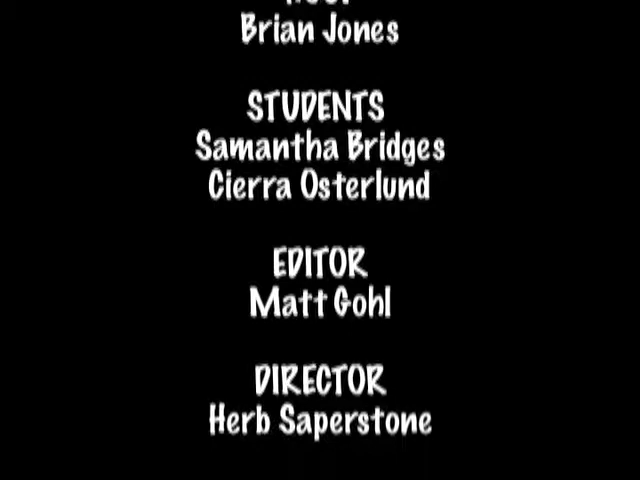 Brian Jones
STUDENTS
Samantha Bridges
Cierra Osterlund
EDITOR
Matt Gohl
DIRECTOR
Herb Saperstone